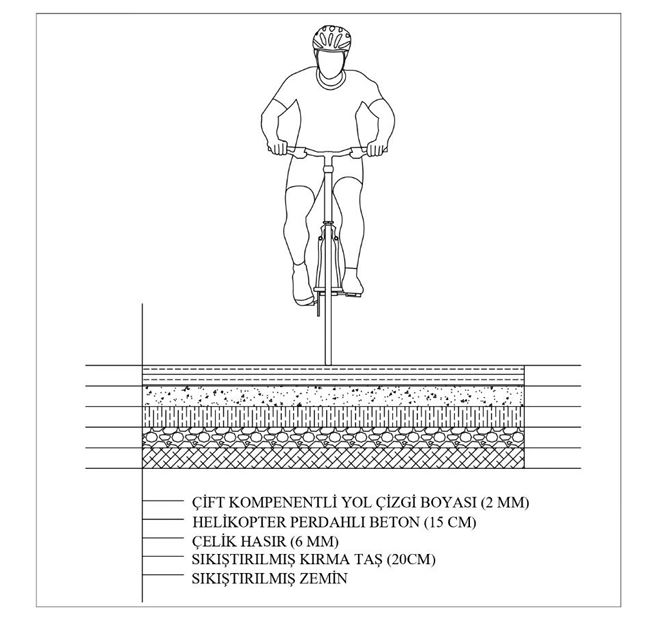 ÇİFT KOMPENENTLİ YOL ÇİZGİ BOYASI (2 MM)
HELİKOPTER PERDAHLI BETON (15 CM)
ÇELİK HASIR (6 MM)
SIKIŞTIRILMIŞ KIRMA TAŞ (20CM)
SIKIŞTIRILMIŞ ZEMİN